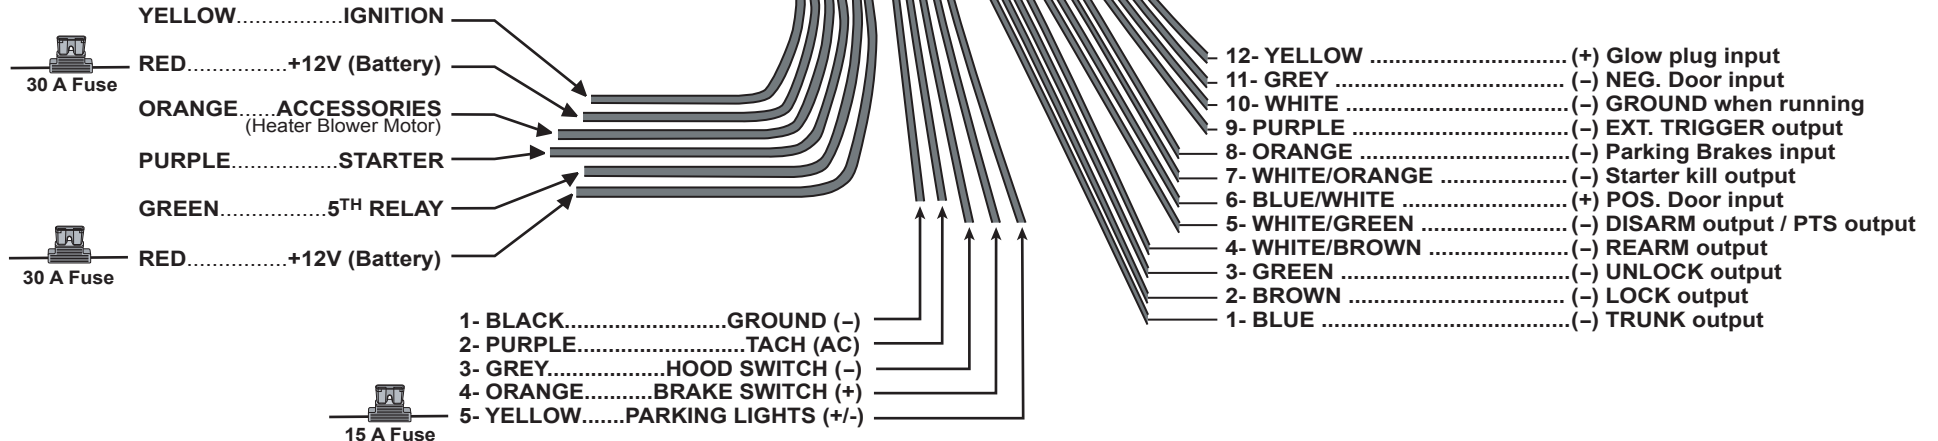 YELLOW.................IGNITION
RED................+12V (Battery)
30 A Fuse
ORANGE......ACCESSORIES
(Heater Blower Motor)
PURPLE.................STARTER
GREEN.................5TH RELAY
RED................+12V (Battery)
30 A Fuse
1- BLACK..........................GROUND (–)
2- PURPLE...........................TACH (AC)
3- GREY...................HOOD SWITCH (–)
4- ORANGE...........BRAKE SWITCH (+)
5- YELLOW.......PARKING LIGHTS (+/-)
15 A Fuse
12- YELLOW ................................(+) Glow plug input
11- GREY .....................................(–) NEG. Door input
10- WHITE ....................................(–) GROUND when running
9- PURPLE ...................................(–) EXT. TRIGGER output
8- ORANGE ..................................(–) Parking Brakes input
7- WHITE/ORANGE .....................(–) Starter kill output
6- BLUE/WHITE ............................(+) POS. Door input
5- WHITE/GREEN ........................(–) DISARM output / PTS output
4- WHITE/BROWN .......................(–) REARM output
3- GREEN .....................................(–) UNLOCK output
2- BROWN ................................... (–) LOCK output
1- BLUE ........................................(–) TRUNK output